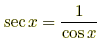 sec x = 1/cos x